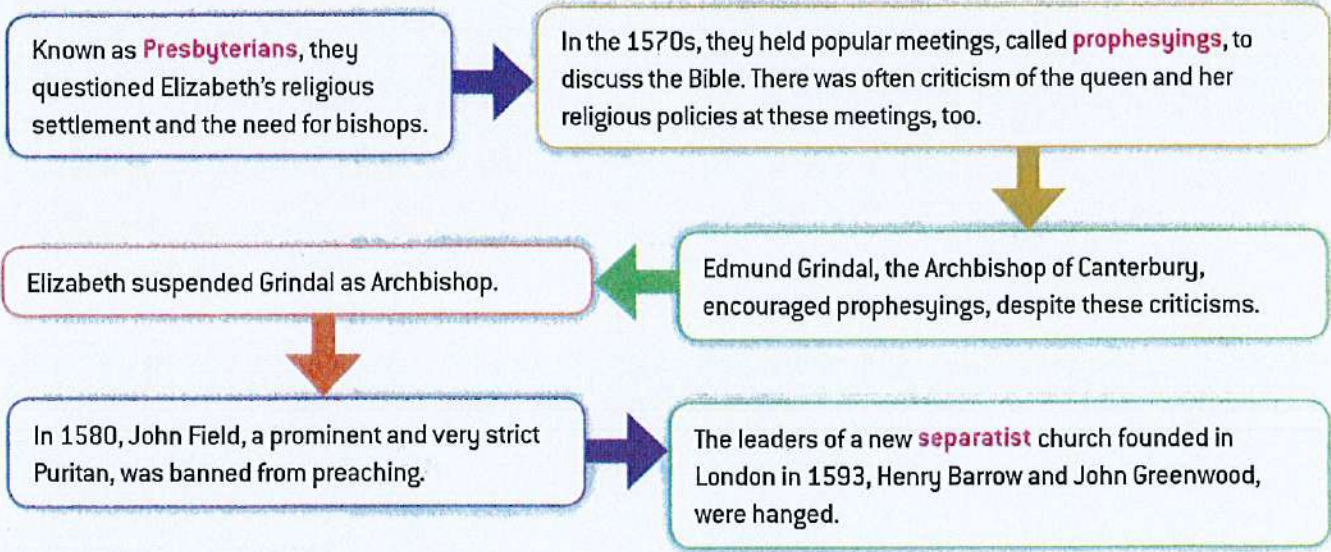 Known as Presbyterians, they
questioned Elizabeth's religious
settlement and the need for bishops.
In the 1570s, they held popular meetings, called prophesyings, to
discuss the Bible. There was often criticism of the queen and her
religious policies at these meetings, too.
Edmund Grindal, the Archbishop of Canterbury,
encouraged prophesyings, despite these criticisms.
Elizabeth suspended Grindal as Archbishop.
In 1580, John Field, a prominent and very strict
Puritan, was banned from preaching.
The leaders of a new separatist church founded in
London in 1593, Henry Barrow and John Greenwood,
were hanged.